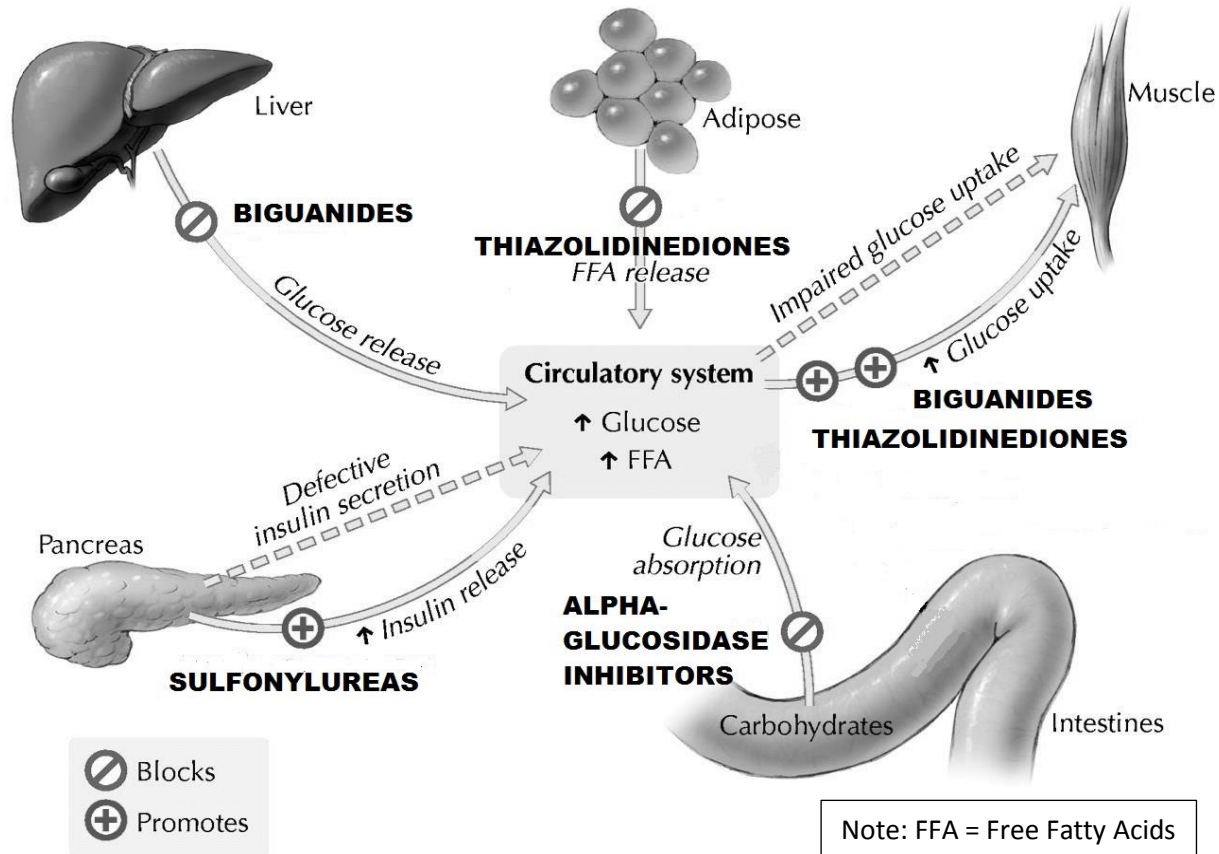 Liver
Adipose
Muscle
BIGUANIDES
THIAZOLIDINEDIONES
FFA release
Impaired glucose uptake
Glucose release
↑ Glucose uptake
Circulatory system
↑ Glucose
↑ FFA
BIGUANIDES
THIAZOLIDINEDIONES
Defective
insulin secretion
Pancreas
↑ Insulin release
SULFONYLUREAS
Glucose
absorption
ALPHA-
GLUCOSIDASE
INHIBITORS
Carbohydrates
Intestines
Blocks
Promotes
Note: FFA = Free Fatty Acids